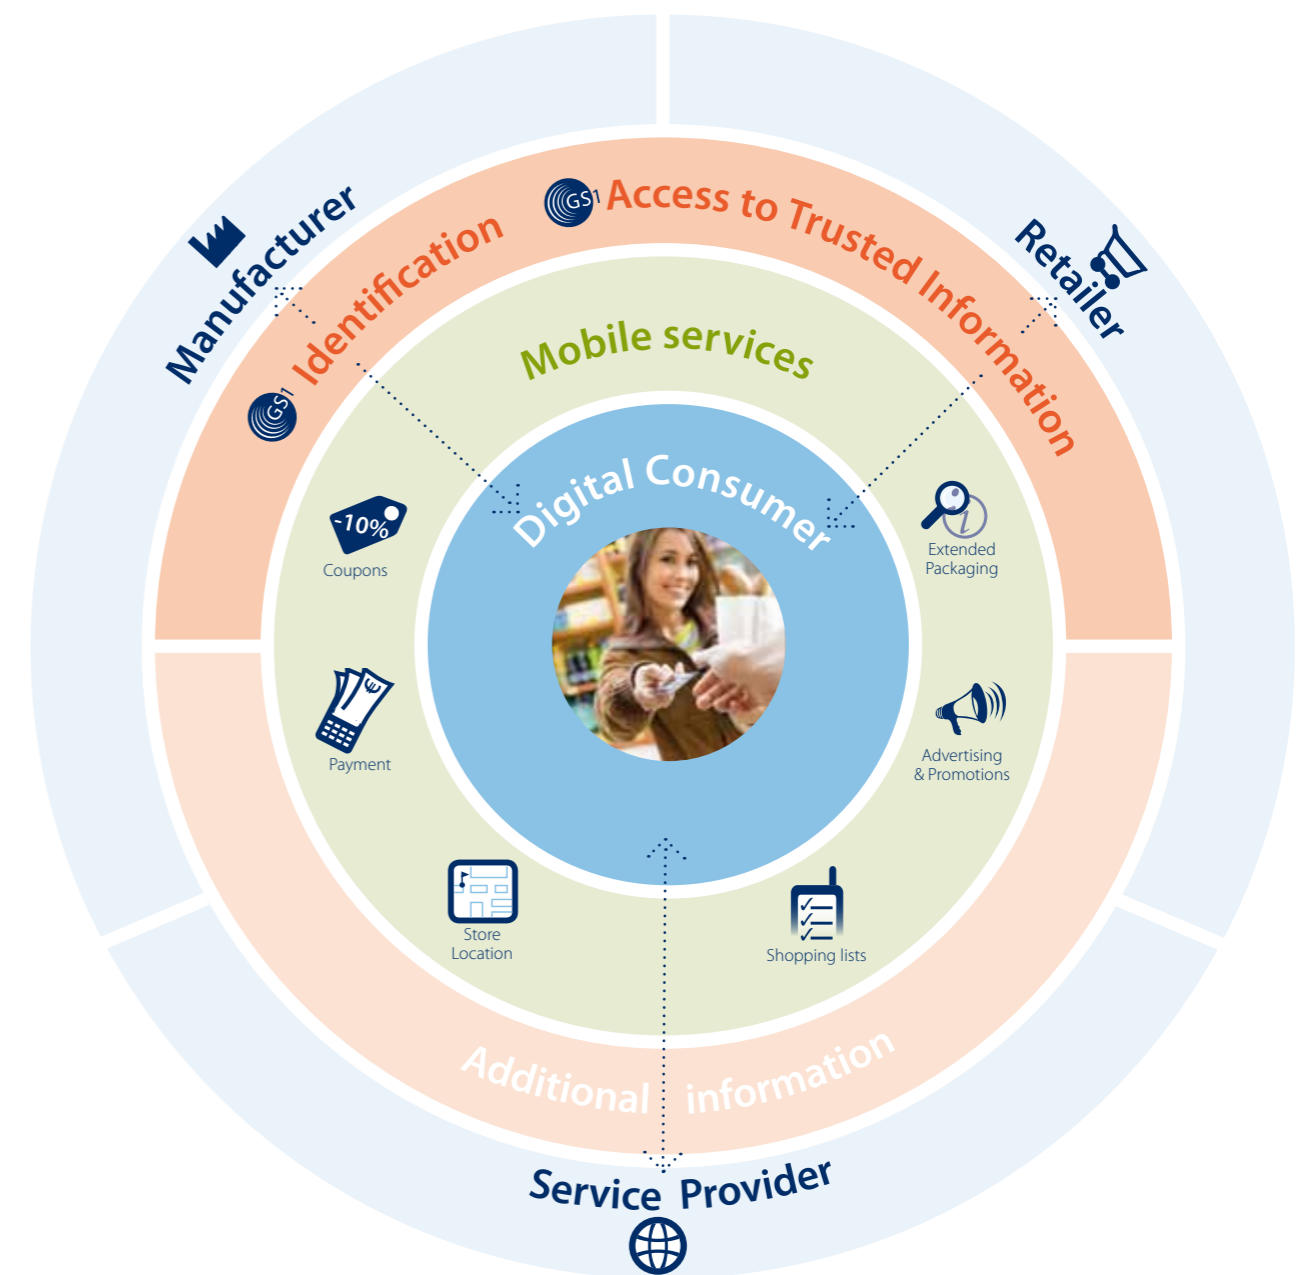 Manufacturer
Retailer
GS1 Identification
GS1 Access to Trusted Information
Mobile services
Digital Consumer
-10%
Coupons
Extended
Packaging
Payment
Advertising
& Promotions
Store
Location
Shopping lists
Additional information
Service Provider